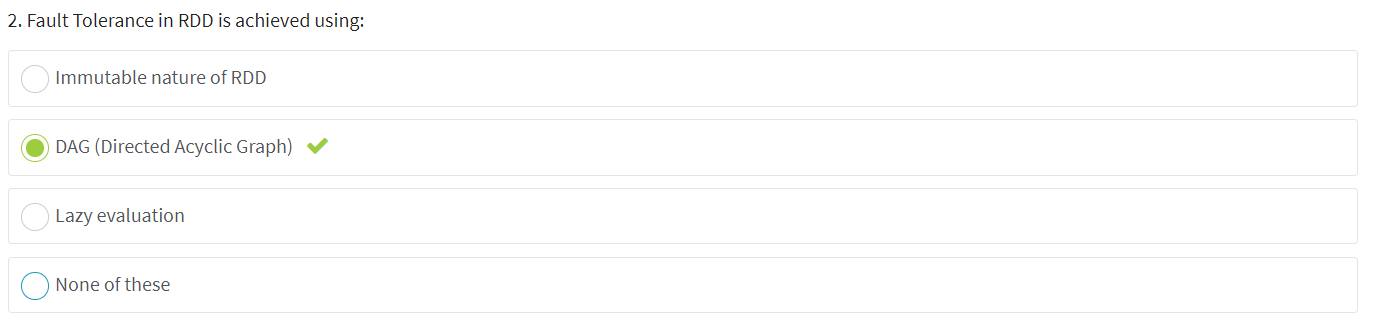 2. Fault Tolerance in RDD is achieved using:
Immutable nature of RDD
DAG (Directed Acyclic Graph)
Lazy evaluation
None of these